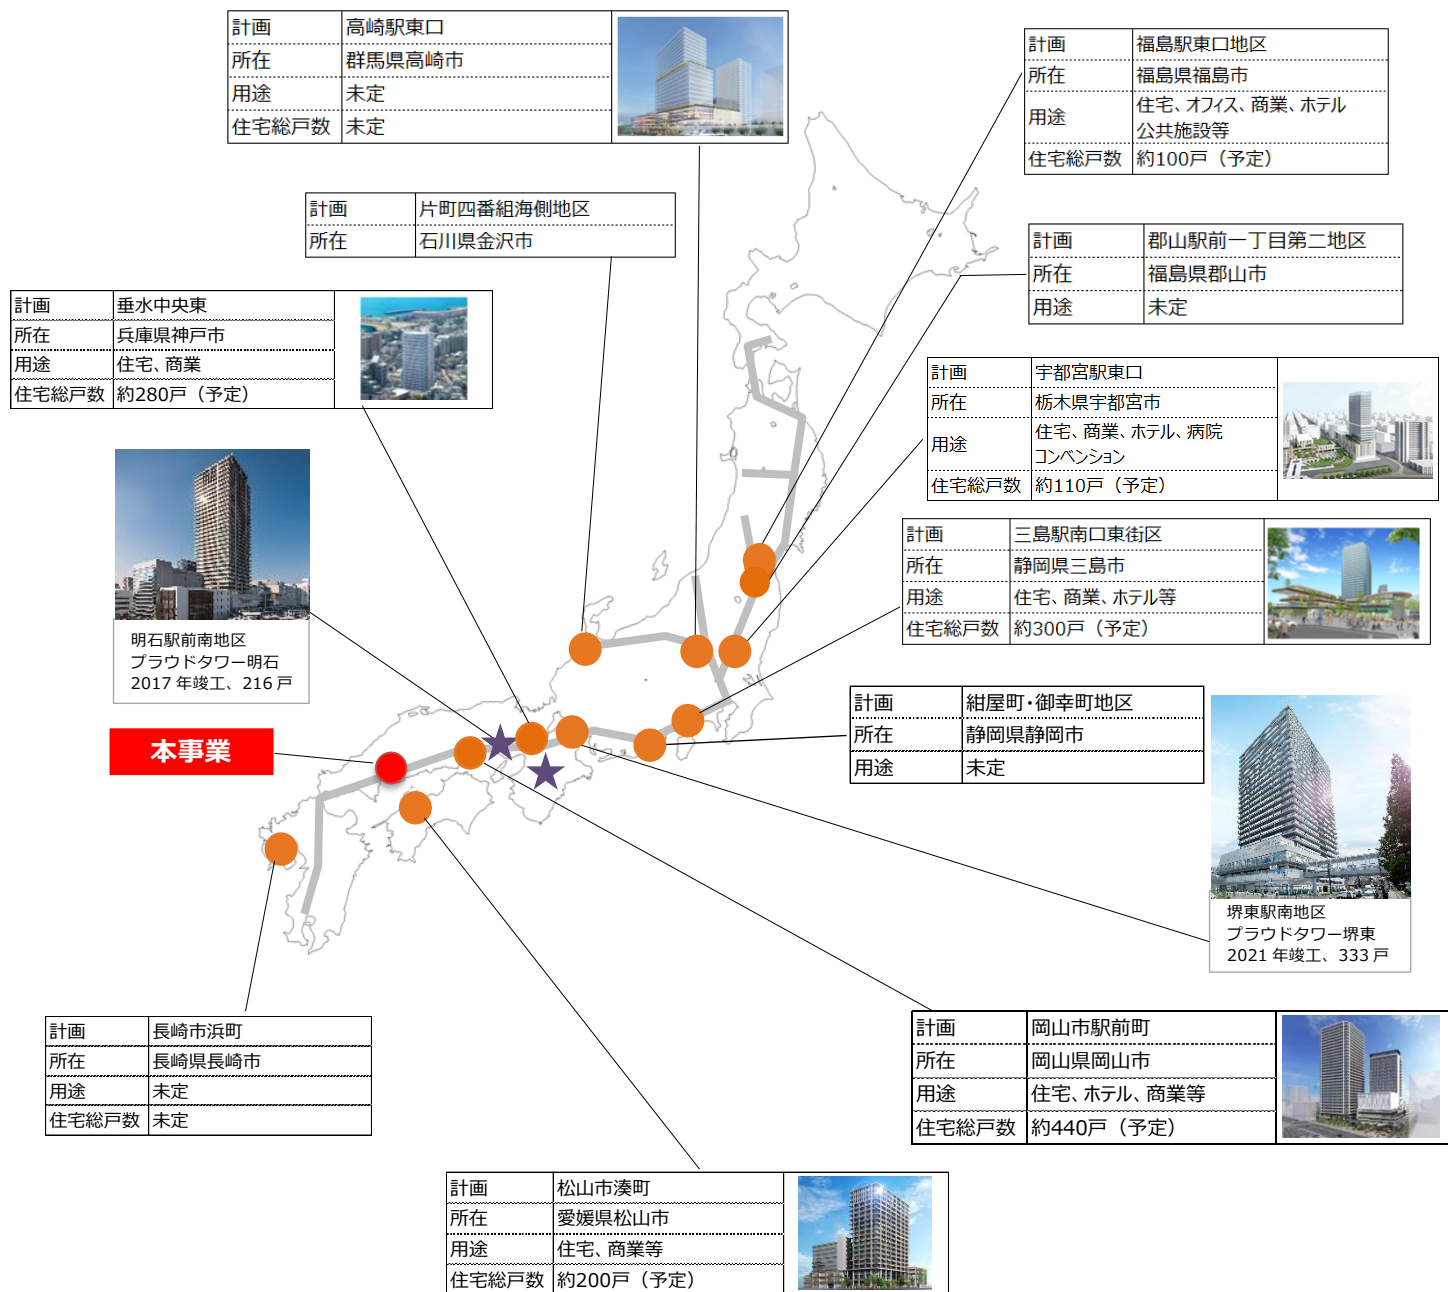 計画 高崎駅東口
所在 群馬県高崎市
用途 未定
住宅総戸数 未定
計画 福島駅東口地区
所在 福島県福島市
用途 住宅、オフィス、商業、ホテル
公共施設等
住宅総戸数 約100戸（予定）
計画 片町四番組海側地区
所在 石川県金沢市
計画 郡山駅前一丁目第二地区
所在 福島県郡山市
用途 未定
計画 垂水中央東
所在 兵庫県神戸市
用途 住宅、商業
住宅総戸数 約280戸（予定）
計画 宇都宮駅東口
所在 栃木県宇都宮市
用途 住宅、商業、ホテル、病院
コンベンション
住宅総戸数 約110戸（予定）
明石駅前南地区
プラウドタワー明石
2017 年竣工、216 戸
計画 三島駅南口東街区
所在 静岡県三島市
用途 住宅、商業、ホテル等
住宅総戸数 約300戸（予定）
本事業
計画 紺屋町・御幸町地区
所在 静岡県静岡市
用途 未定
堺東駅南地区
プラウドタワー堺東
2021 年竣工、333 戸
計画 長崎市浜町
所在 長崎県長崎市
用途 未定
住宅総戸数 未定
計画 岡山市駅前町
所在 岡山県岡山市
用途 住宅、ホテル、商業等
住宅総戸数 約440戸（予定）
計画 松山市湊町
所在 愛媛県松山市
用途 住宅、商業等
住宅総戸数 約200戸（予定）